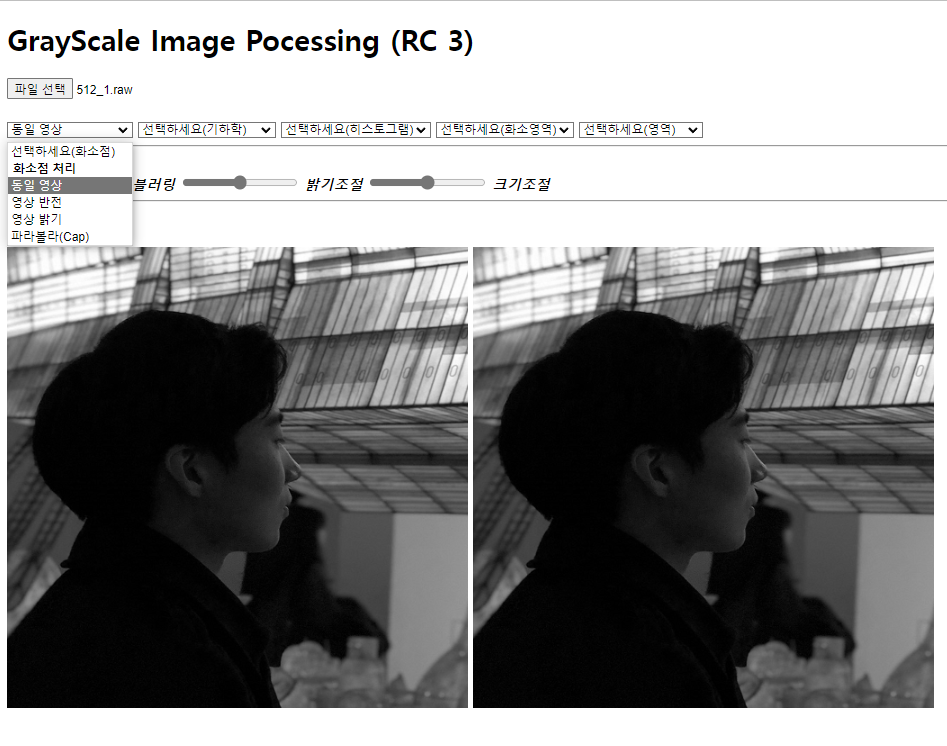 GrayScale Image Pocessing (RC 3)
파일 선택 512_1.raw
동일 영상 선택하세요(기하학) 선택하세요(히스토그램) 선택하세요(화소영역) 선택하세요(영역)
선택하세요(화소점)
화소점 처리
동일 영상
영상 반전
영상 밝기
파라볼라(Cap)
블러링 밝기조절 크기조절